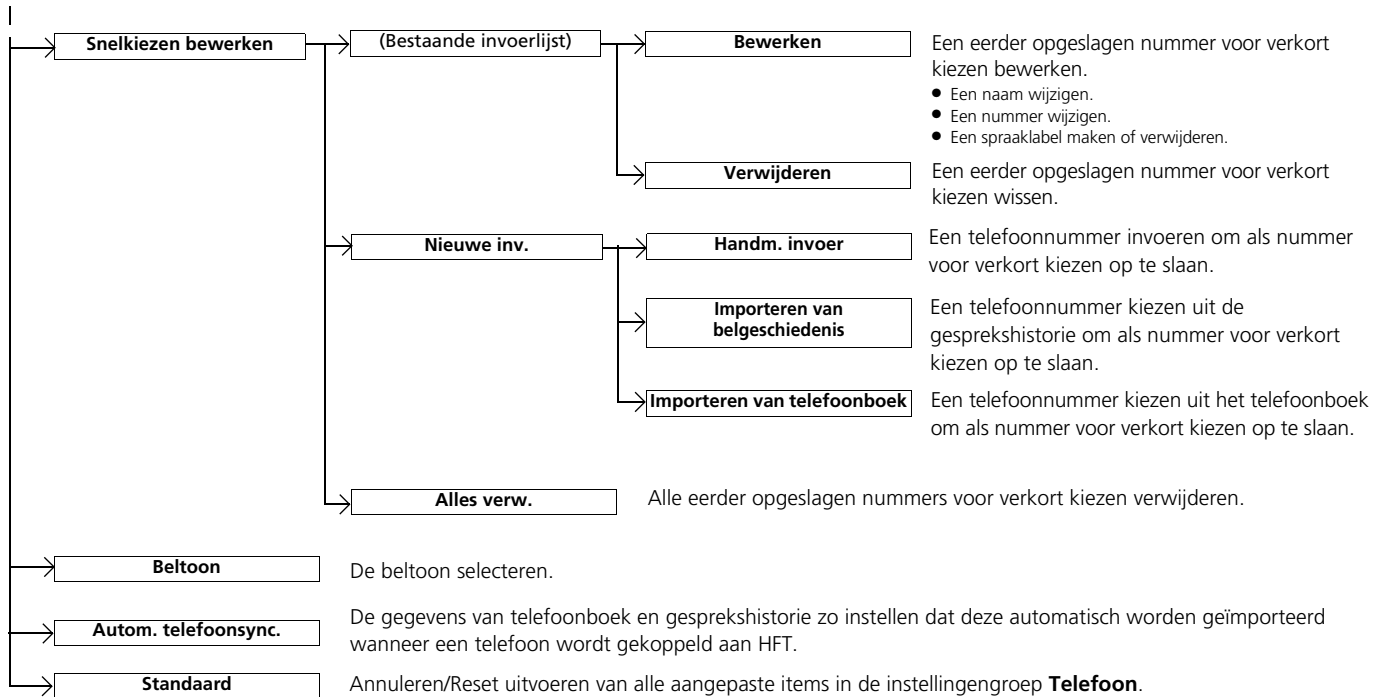 Snelkiezen bewerken
(Bestaande invoerlijst)
Bewerken
Een eerder opgeslagen nummer voor verkort
kiezen bewerken.
● Een naam wijzigen.
● Een nummer wijzigen.
● Een spraaklabel maken of verwijderen.
Verwijderen
Een eerder opgeslagen nummer voor verkort
kiezen wissen.
Nieuwe inv.
Handm. invoer
Een telefoonnummer invoeren om als nummer
voor verkort kiezen op te slaan.
Importeren van
belgeschiedenis
Een telefoonnummer kiezen uit de
gesprekshistorie om als nummer voor verkort
kiezen op te slaan.
Importeren van telefoonboek
Een telefoonnummer kiezen uit het telefoonboek
om als nummer voor verkort kiezen op te slaan.
Alles verw.
Alle eerder opgeslagen nummers voor verkort kiezen verwijderen.
Beltoon
De beltoon selecteren.
Autom. telefoonsync.
De gegevens van telefoonboek en gesprekshistorie zo instellen dat deze automatisch worden geïmporteerd
wanneer een telefoon wordt gekoppeld aan HFT.
Standaard
Annuleren/Reset uitvoeren van alle aangepaste items in de instellingengroep Telefoon.